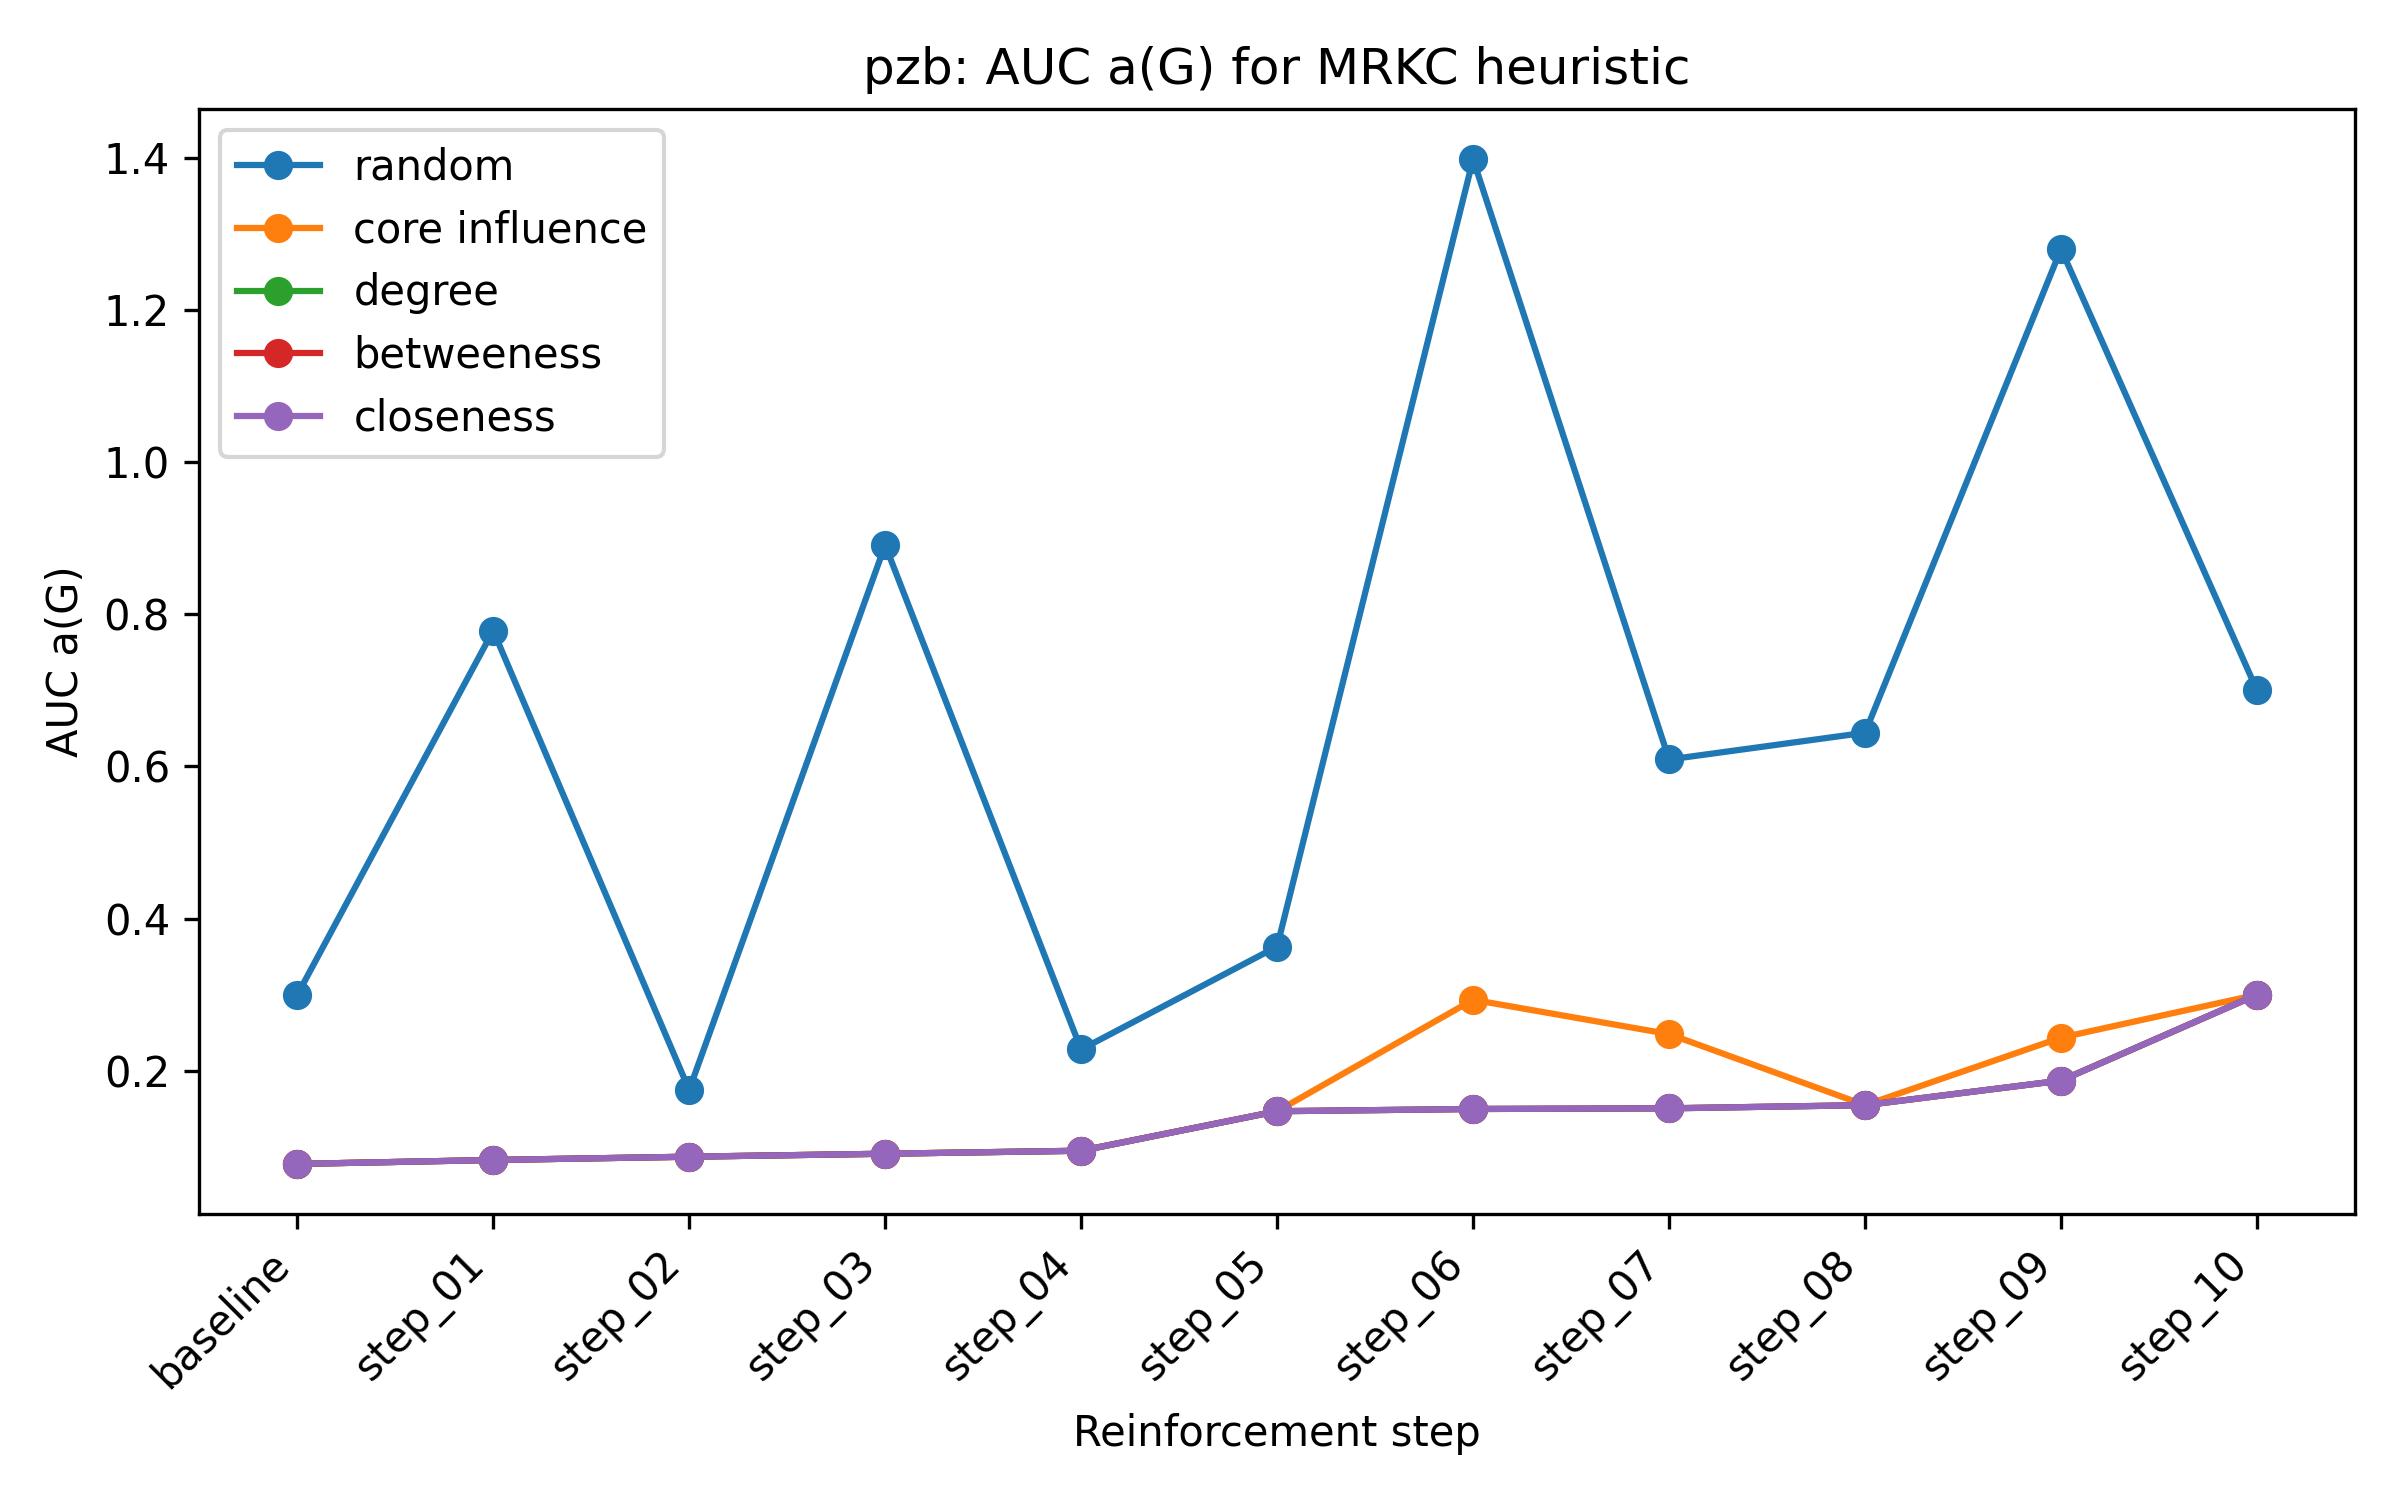 pzb: AUC a(G) for MRKC heuristic
random
core influence
degree
betweeness
closeness
AUC a(G)
1.4
1.2
1.0
0.8
0.6
0.4
0.2
baseline
step_01
step_02
step_03
step_04
step_05
step_06
step_07
step_08
step_09
step_10
Reinforcement step